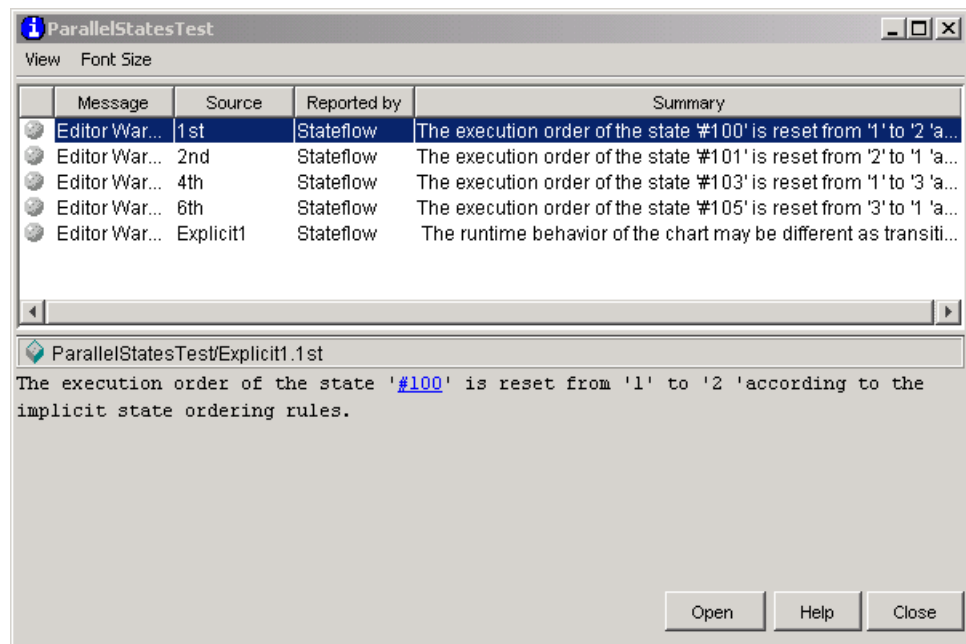 ParallelStatesTest
View Font Size
Message Source Reported by Summary
Editor War... 1st Stateflow The execution order of the state '#100' is reset from '1' to '2 'a...
Editor War... 2nd Stateflow The execution order of the state '#101' is reset from '2' to '1 'a...
Editor War... 4th Stateflow The execution order of the state '#103' is reset from '1' to '3 'a...
Editor War... 6th Stateflow The execution order of the state '#105' is reset from '3' to '1 'a...
Editor War... Explicit1 Stateflow The runtime behavior of the chart may be different as transiti...
ParallelStatesTest/Explicit1.1st
The execution order of the state '#100' is reset from '1' to '2 'according to the
implicit state ordering rules.
Open Help Close